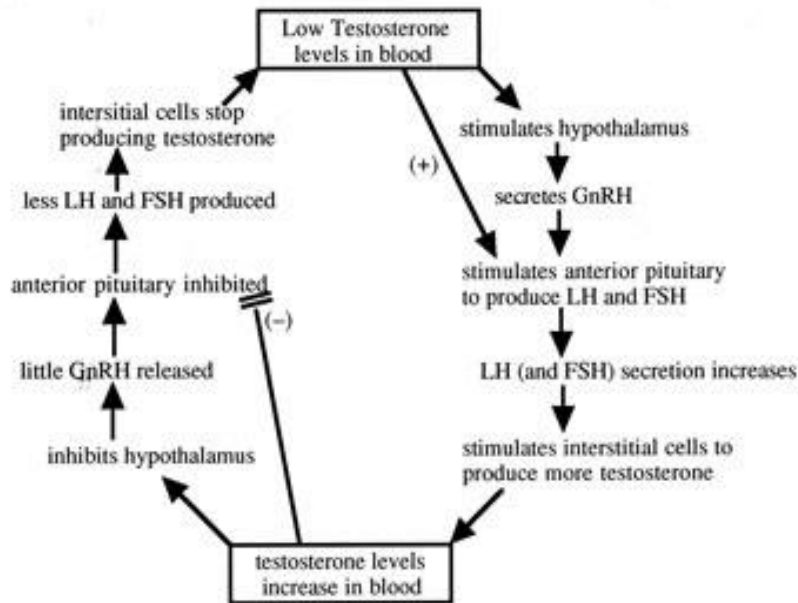 Low Testosterone
levels in blood
stimulates hypothalamus
(+)
secretes GnRH
stimulates anterior pituitary
to produce LH and FSH
LH (and FSH) secretion increases
stimulates interstitial cells to
produce more testosterone
testosterone levels
increase in blood
(–)
inhibits hypothalamus
little GnRH released
anterior pituitary inhibited
less LH and FSH produced
intersitial cells stop
producing testosterone